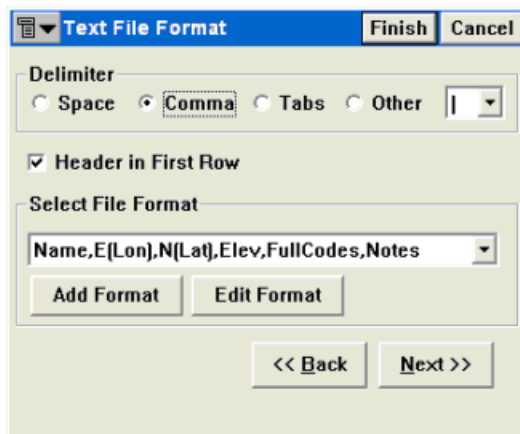 Text File Format Finish Cancel
Delimiter
Space Comma Tabs Other |
Header in First Row
Select File Format
Name,E(Lon),N(Lat),Elev,FullCodes,Notes
Add Format Edit Format
<< Back Next >>